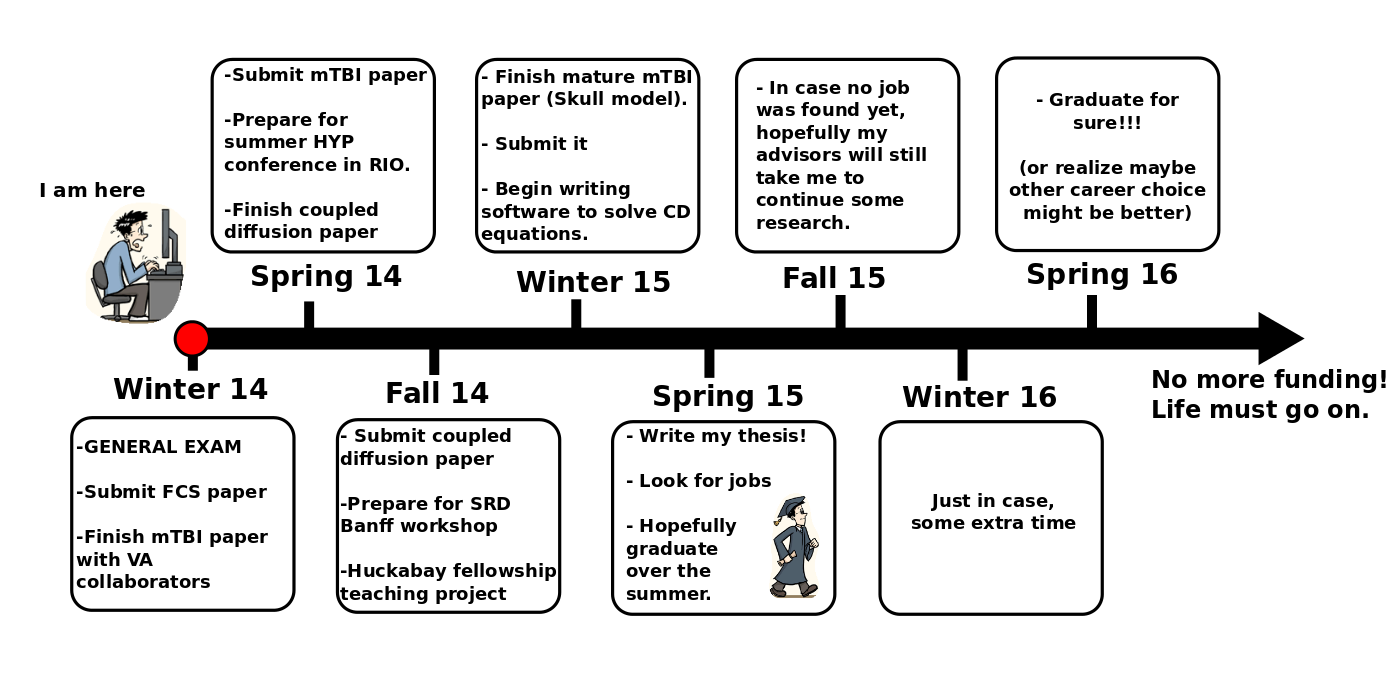 I am here
-Submit mTBI paper
-Prepare for
summer HYP
conference in RIO.
-Finish coupled
diffusion paper
Spring 14
- Finish mature mTBI
paper (Skull model).
- Submit it
- Begin writing
software to solve CD
equations.
Winter 15
- In case no job
was found yet,
hopefully my
advisors will still
take me to
continue some
research.
Fall 15
- Graduate for
sure!!!
(or realize maybe
other career choice
might be better)
Spring 16
No more funding!
Life must go on.
Winter 14
-GENERAL EXAM
-Submit FCS paper
-Finish mTBI paper
with VA
collaborators
Fall 14
- Submit coupled
diffusion paper
-Prepare for SRD
Banff workshop
-Huckabay fellowship
teaching project
Spring 15
- Write my thesis!
- Look for jobs
- Hopefully
graduate
over the
summer.
Winter 16
Just in case,
some extra time